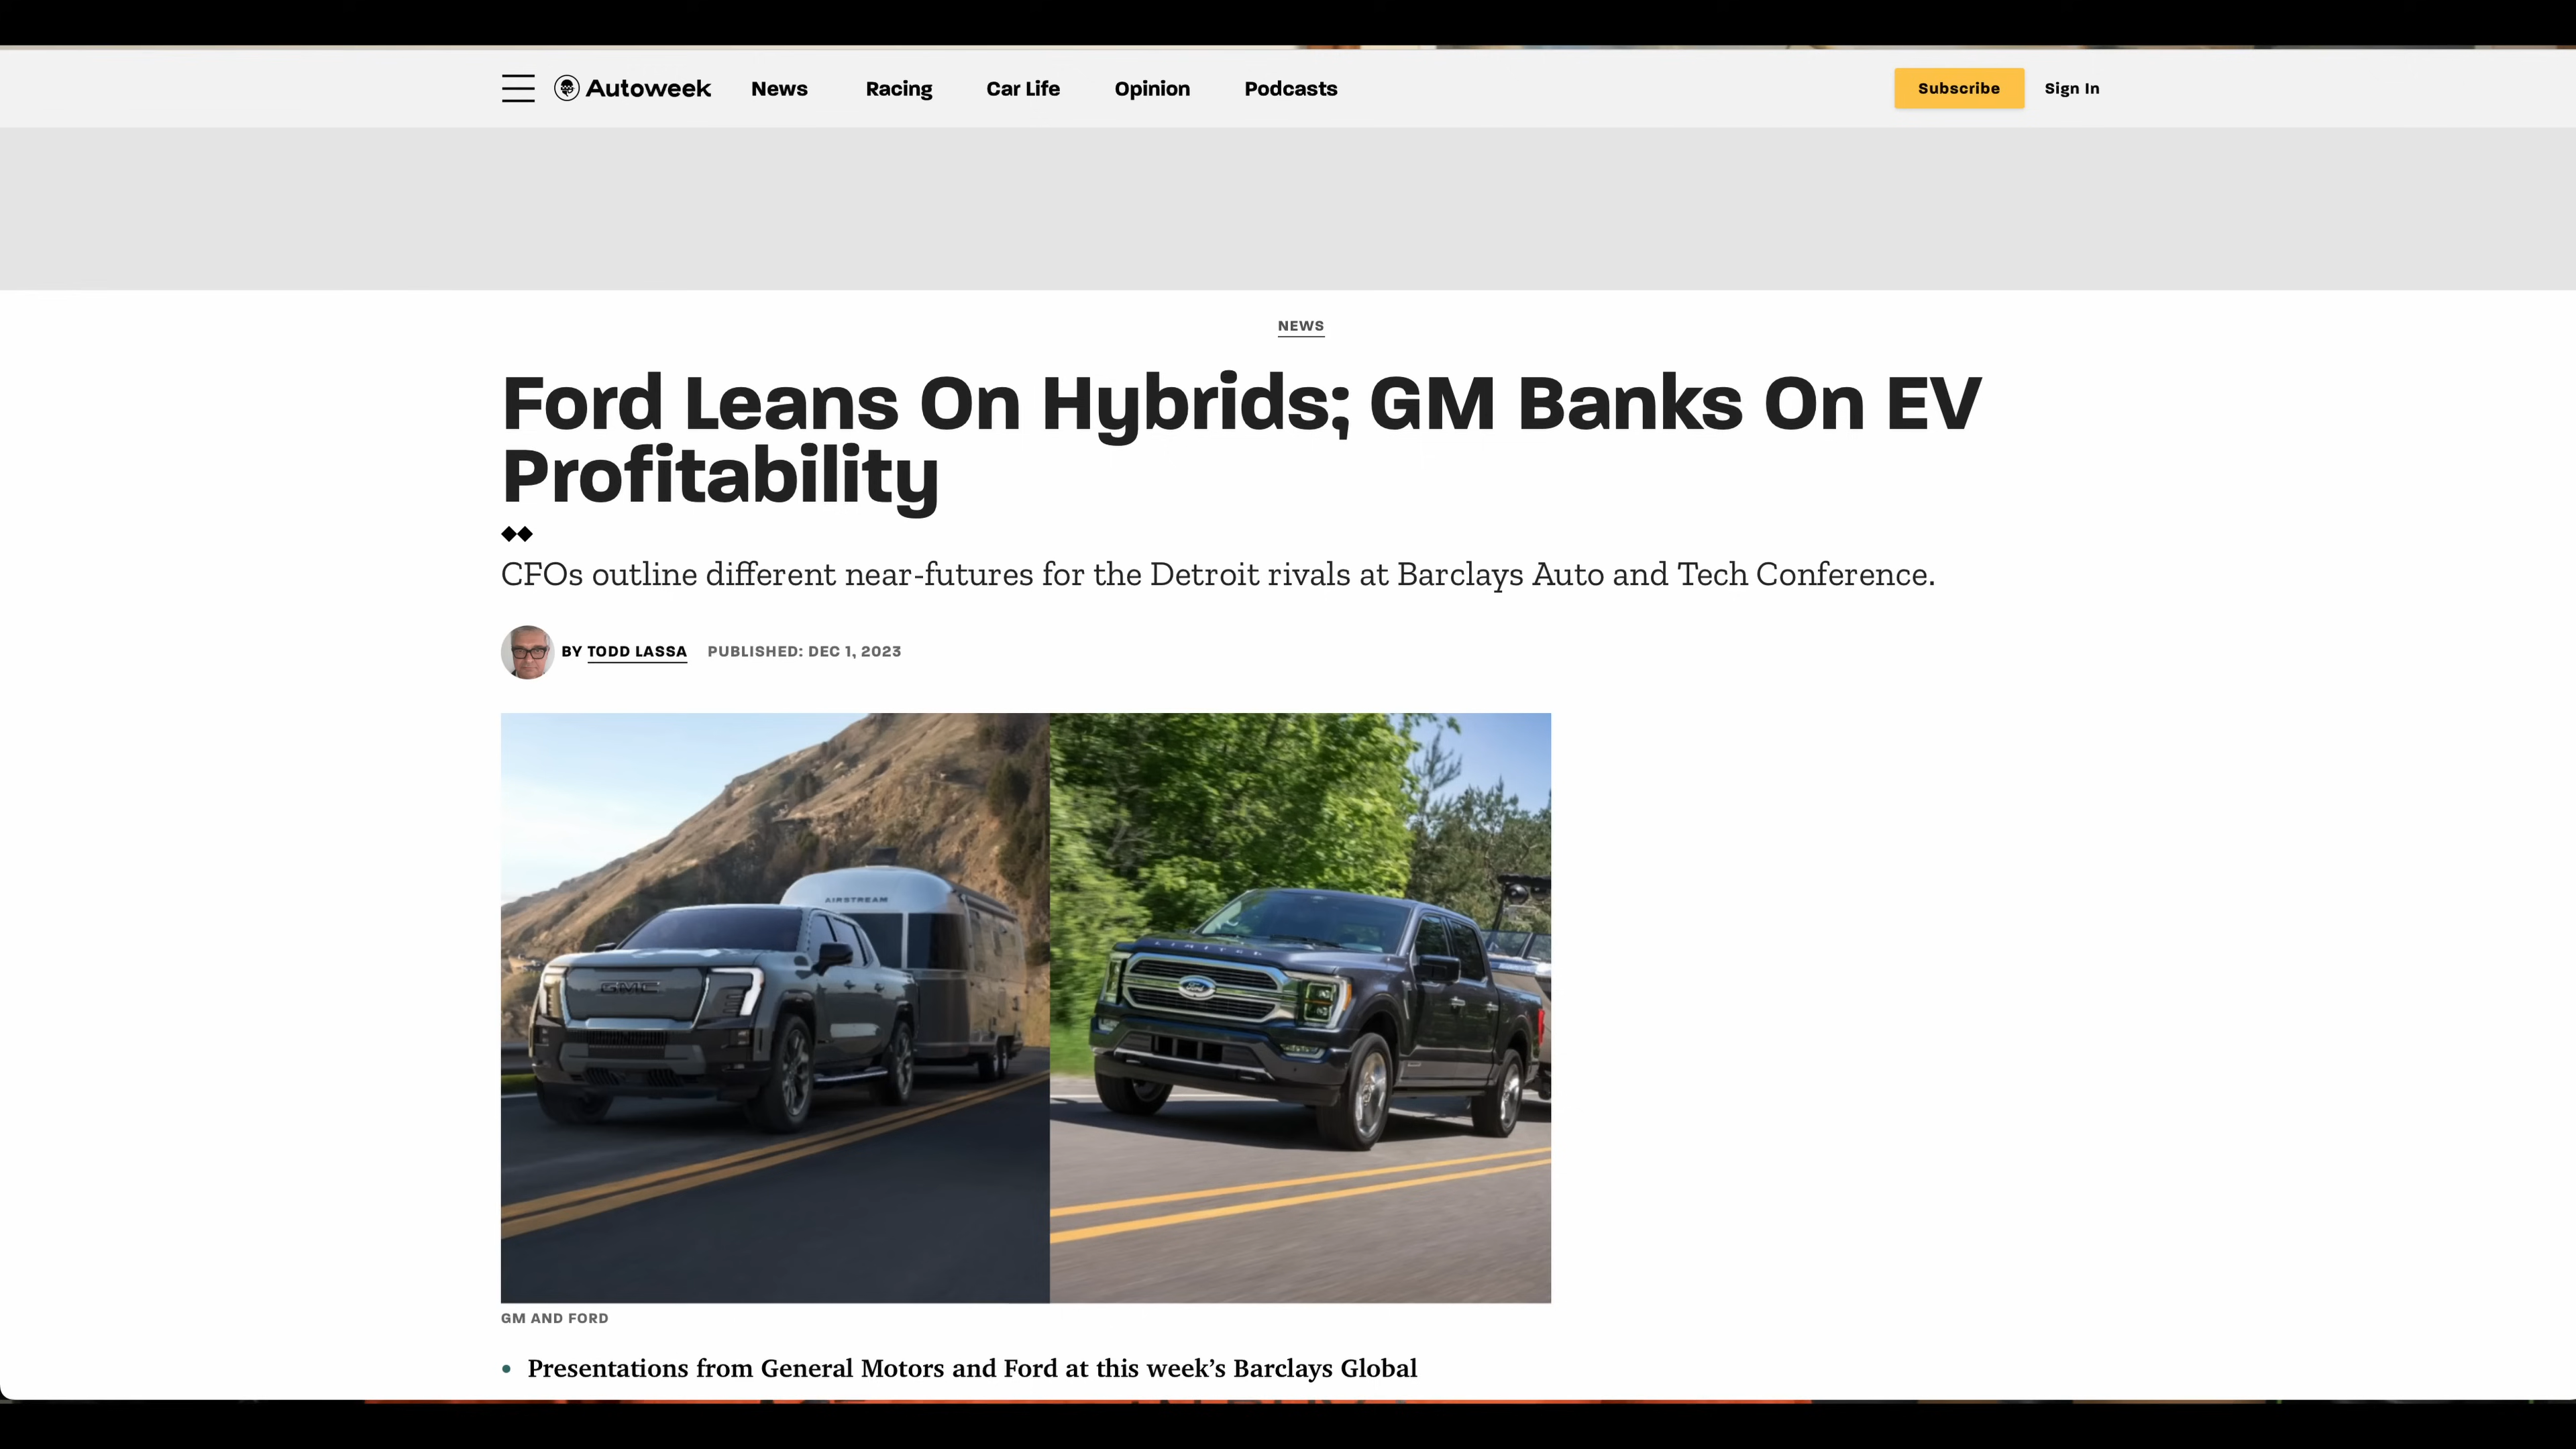 Autoweek News Racing Car Life Opinion Podcasts Subscribe Sign In
NEWS
Ford Leans On Hybrids; GM Banks On EV
Profitability
CFOs outline different near-futures for the Detroit rivals at Barclays Auto and Tech Conference.
BY TODD LASSA PUBLISHED: DEC 1, 2023
AIRSTREAM
GMC
LIMITED
Ford
GM AND FORD
• Presentations from General Motors and Ford at this week’s Barclays Global